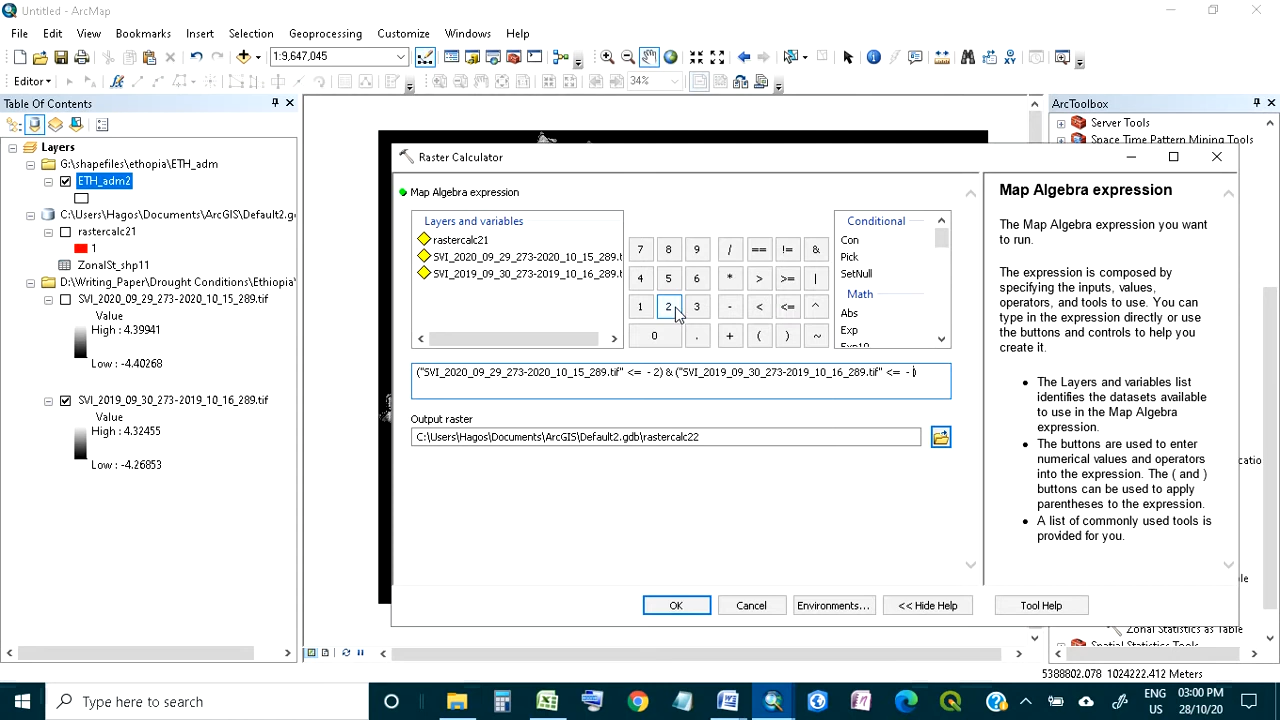 Untitled - ArcMap
File Edit View Bookmarks Insert Selection Geoprocessing Customize Windows Help
1:9,647,045
Editor
34%
Table Of Contents
Layers
G:\shapefiles\ethopia\ETH_adm
ETH_adm2
C:\Users\Hagos\Documents\ArcGIS\Default2.g
rastercalc21
1
ZonalSt_shp11
D:\Writing_Paper\Drought Conditions\Ethiopia
SVI_2020_09_29_273-2020_10_15_289.tif
Value
High : 4.39941
Low : -4.40268
SVI_2019_09_30_273-2019_10_16_289.tif
Value
High : 4.32455
Low : -4.26853
Raster Calculator
Map Algebra expression
Layers and variables
rastercalc21
SVI_2020_09_29_273-2020_10_15_289.t
SVI_2019_09_30_273-2019_10_16_289.t
7 8 9 / == != &
4 5 6 * > >= |
1 2 3 - < <= ^
0 . + ( ) ~
Conditional
Con
Pick
SetNull
Math
Abs
Exp
Exp10
("SVI_2020_09_29_273-2020_10_15_289.tif" <= - 2) & ("SVI_2019_09_30_273-2019_10_16_289.tif" <= - )
Output raster
C:\Users\Hagos\Documents\ArcGIS\Default2.gdb\rastercalc22
OK Cancel Environments... << Hide Help Tool Help
Map Algebra expression
The Map Algebra expression you want
to run.
The expression is composed by
specifying the inputs, values,
operators, and tools to use. You can
type in the expression directly or use
the buttons and controls to help you
create it.
• The Layers and variables list
identifies the datasets available
to use in the Map Algebra
expression.
• The buttons are used to enter
numerical values and operators
into the expression. The ( and )
buttons can be used to apply
parentheses to the expression.
• A list of commonly used tools is
provided for you.
ArcToolbox
Server Tools
Space Time Pattern Mining Tools
Zonal Statistics as Table
Spatial Statistics Tools
5388802.078 1024222.412 Meters
Type here to search
ENG
US
03:00 PM
28/10/20